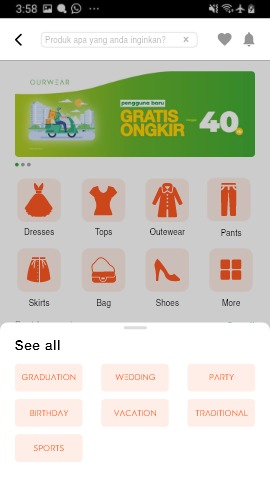 3:58
Produk apa yang anda inginkan?
OURWEAR
pengguna baru
GRATIS
ONGKIR
40
Dresses Tops Outewear Pants
Skirts Bag Shoes More
See all
GRADUATION WEDDING PARTY
BIRTHDAY VACATION TRADITIONAL
SPORTS